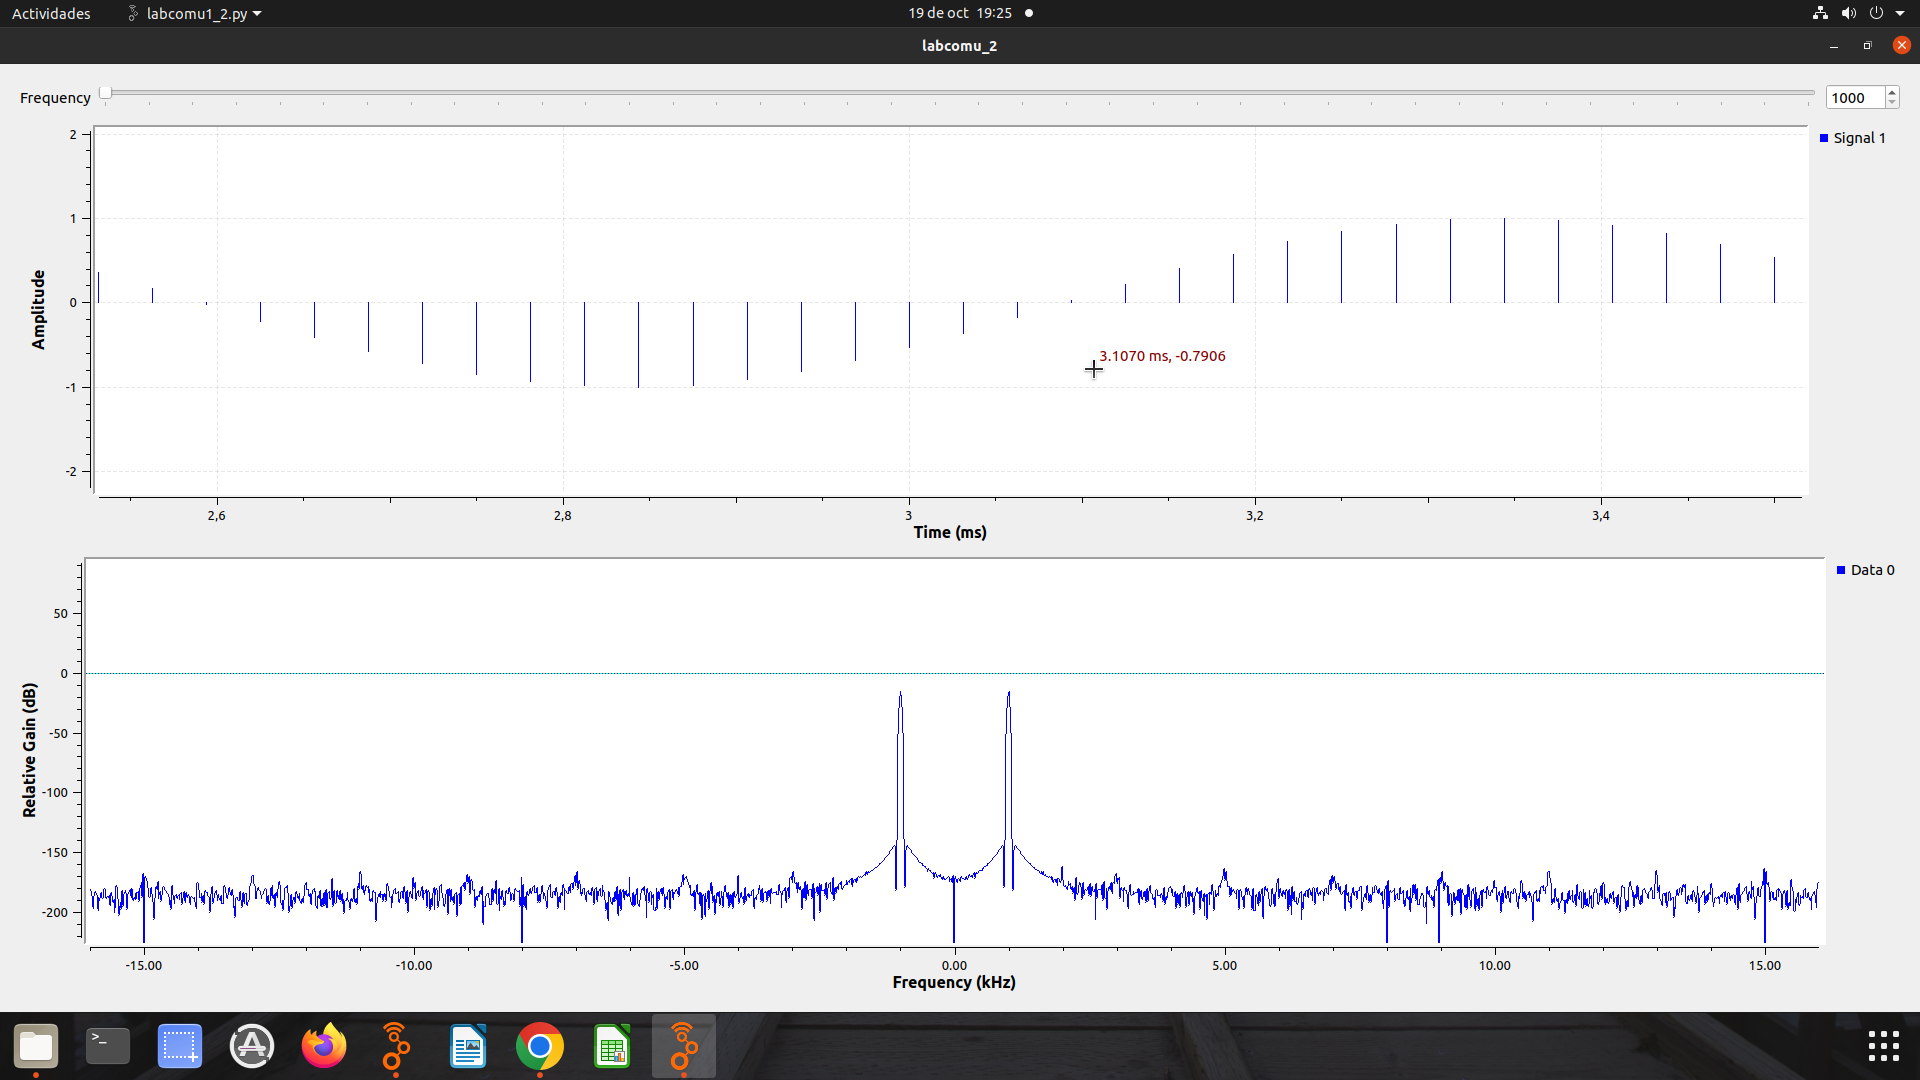 Actividades labcomu1_2.py 19 de oct 19:25
labcomu_2
Frequency 1000
Signal 1
2
1
0
-1
-2
Amplitude
3.1070 ms, -0.7906
2,6 2,8 3 3,2 3,4
Time (ms)
Data 0
50
0
-50
-100
-150
-200
Relative Gain (dB)
-15.00 -10.00 -5.00 0.00 5.00 10.00 15.00
Frequency (kHz)
>_